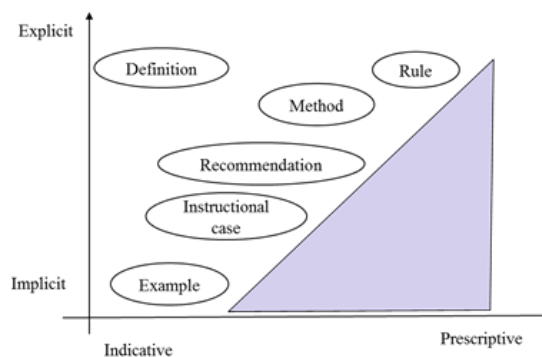 Explicit
Definition
Rule
Method
Recommendation
Instructional
case
Implicit
Example
Indicative
Prescriptive